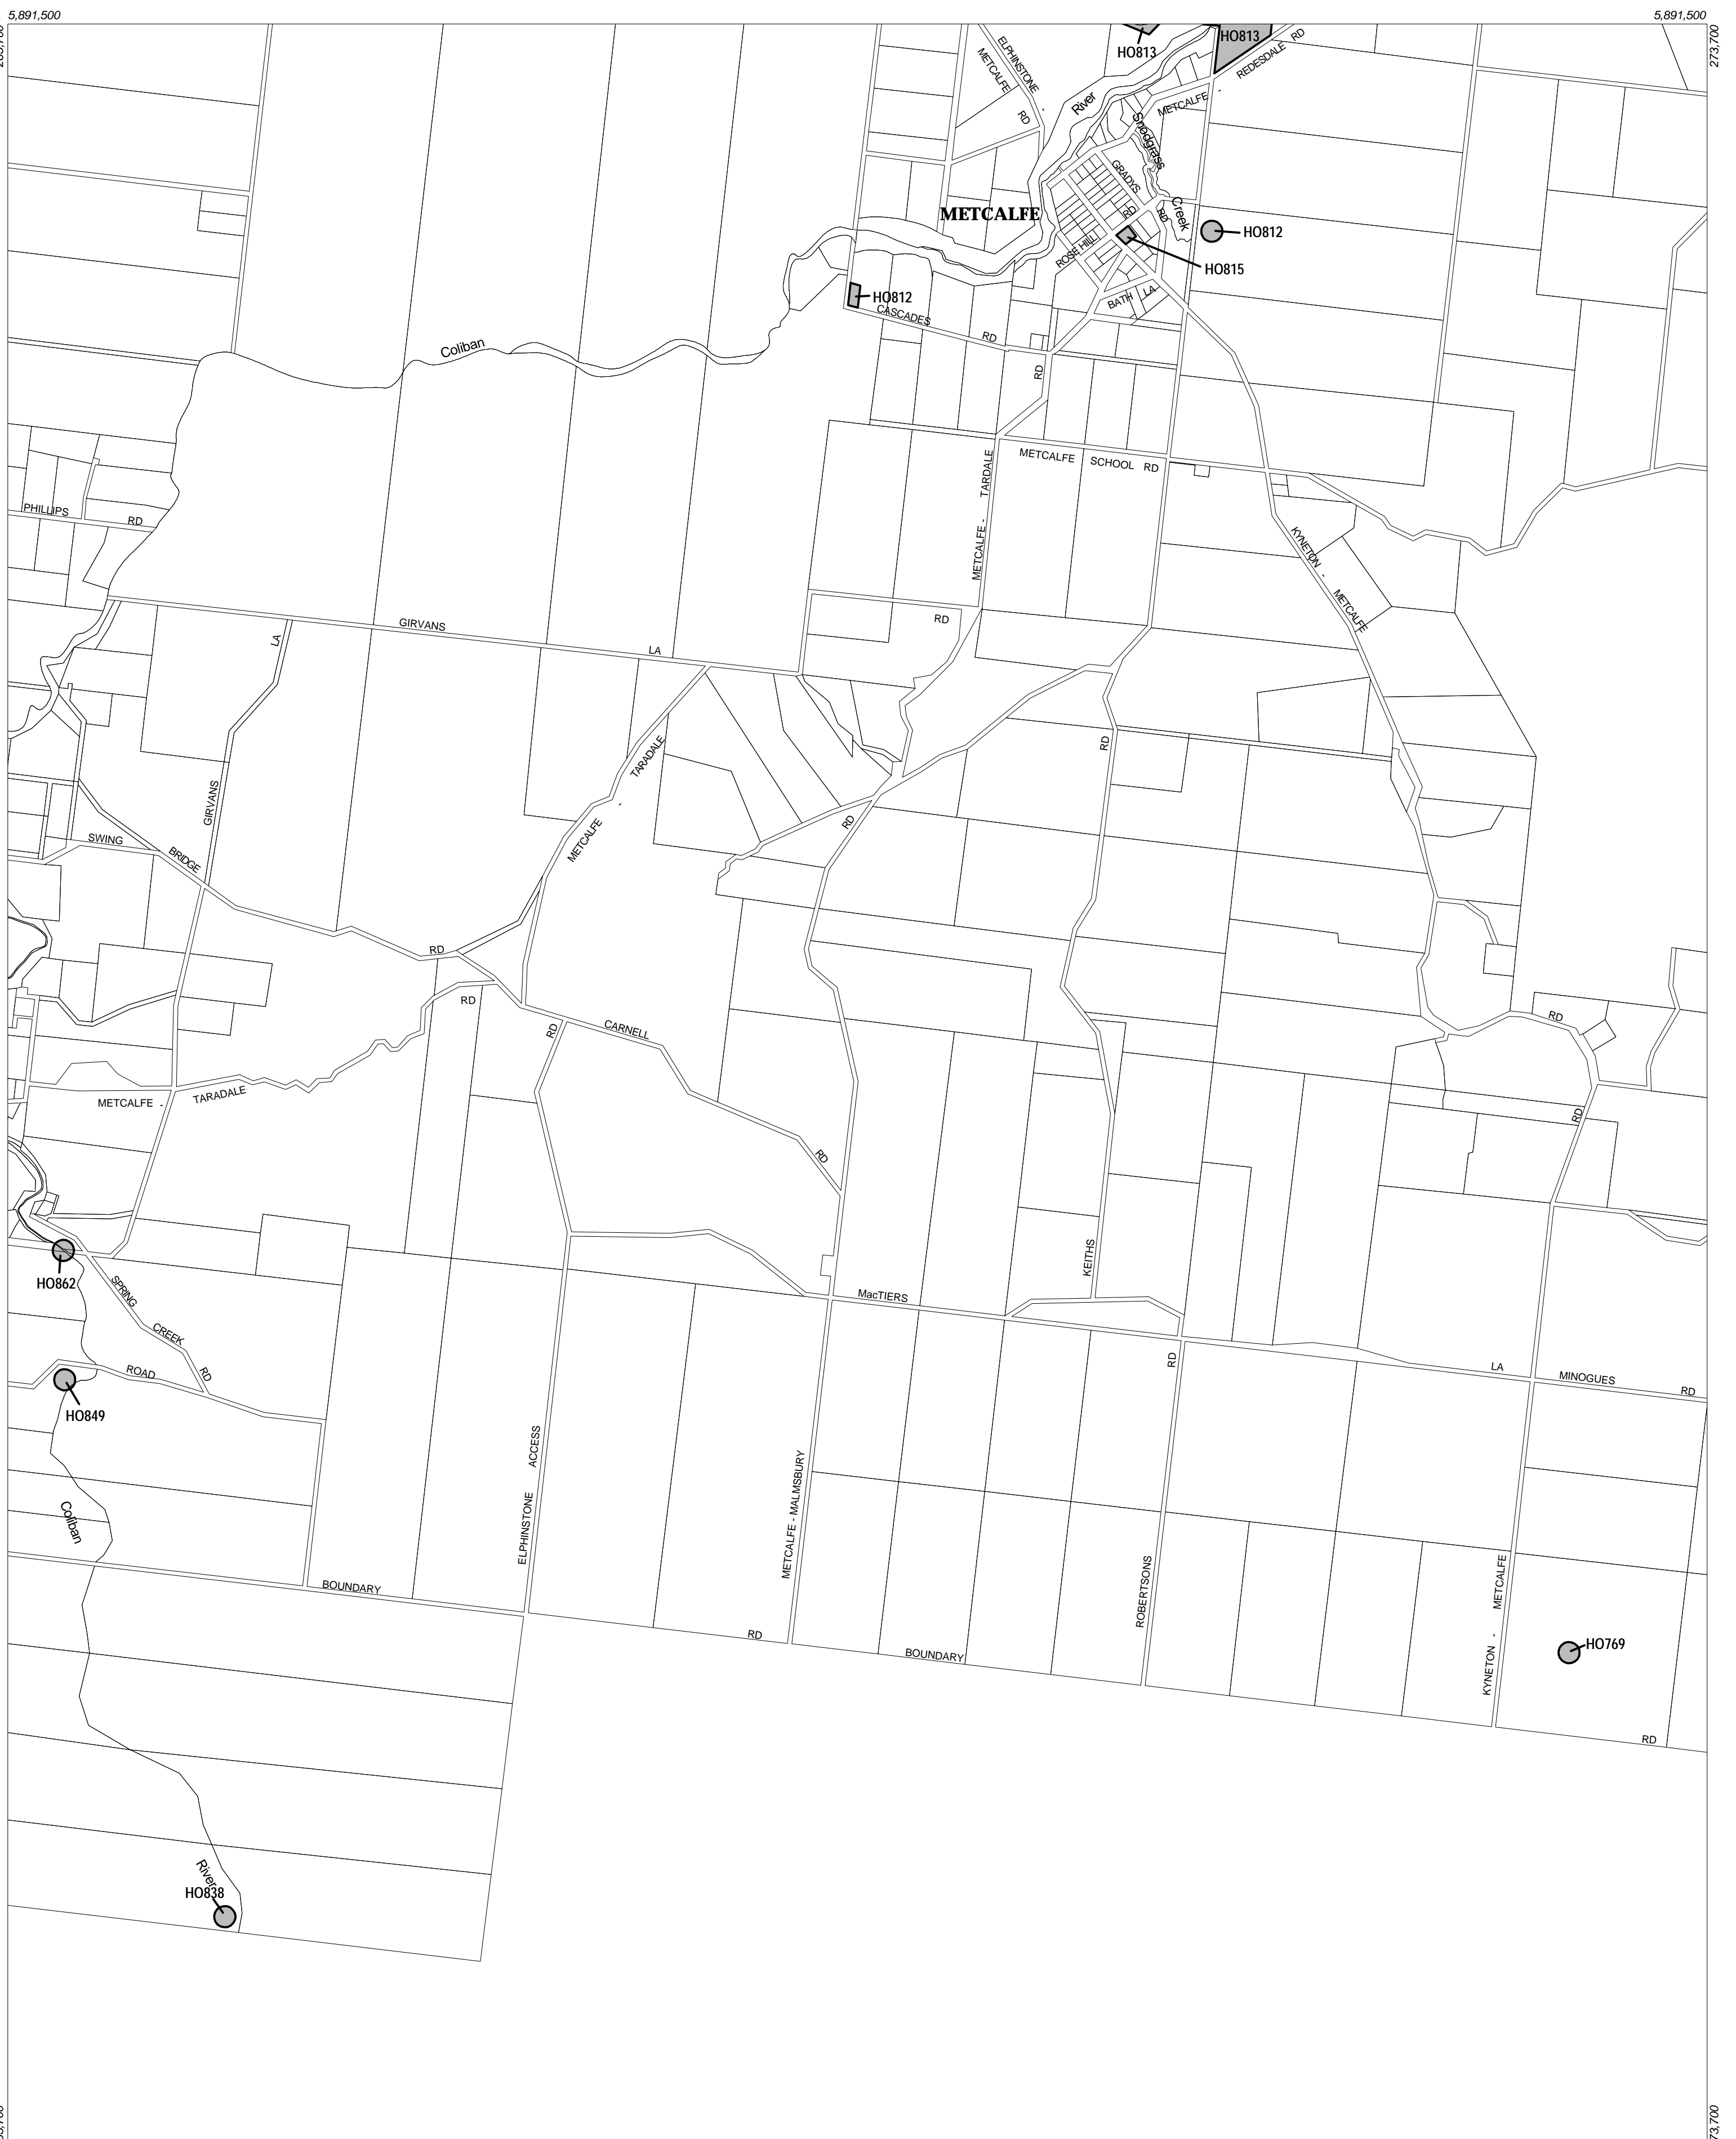 5,891,500
5,891,500
273,700
HO813
HO813
ELPHINSTONE -
METCALFE
RD
River
METCALFE -
REDESDALE RD
Snodgrass
Creek
GRADYS
RD
RD
METCALFE
ROSE HILL
HO812
HO815
BATH LA
HO812
CASCADES
RD
Coliban
RD
METCALFE SCHOOL RD
METCALFE - TARDALE
RD
PHILLIPS
RD
KYNETON - METCALFE
GIRVANS
LA
LA
GIRVANS
METCALFE - TARADALE
RD
RD
SWING
BRIDGE
RD
RD
RD
CARNELL
RD
RD
RD
METCALFE -
TARADALE
KEITHS
HO862
SPRING
CREEK
RD
MacTIERS
LA
MINOGUES
RD
RD
ROAD
HO849
Coliban
ELPHINSTONE ACCESS
METCALFE - MALMSBURY
ROBERTSONS
KYNETON - METCALFE
BOUNDARY
RD
BOUNDARY
RD
HO769
River
HO838